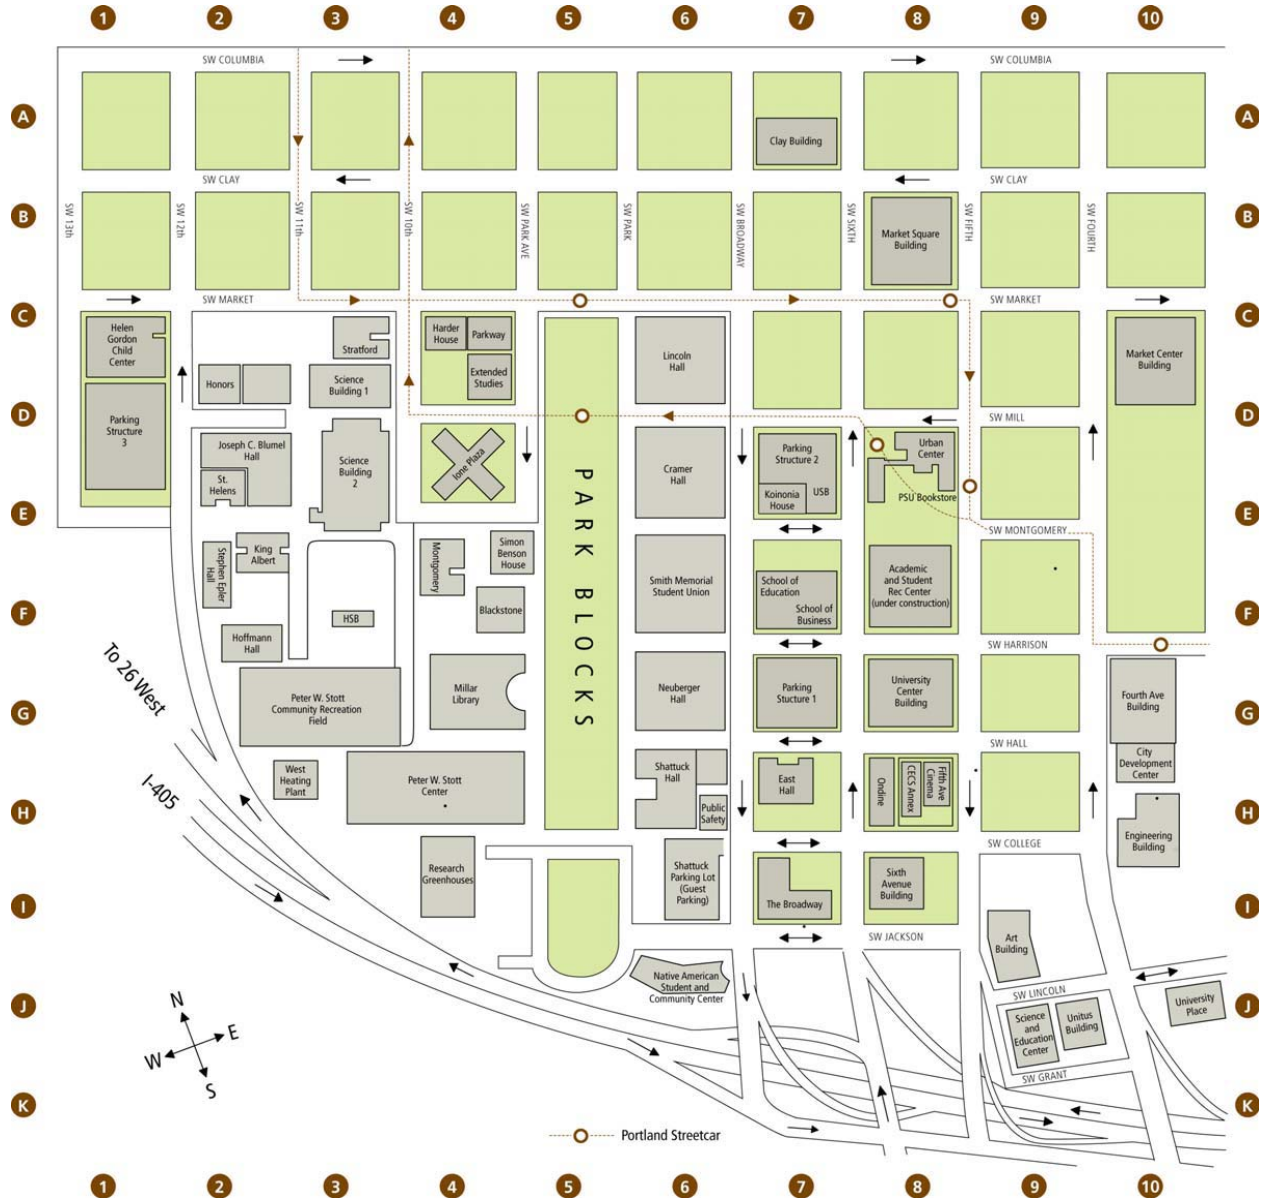 1 2 3 4 5 6 7 8 9 10
SW COLUMBIA
SW COLUMBIA
A
A
Clay Building
SW CLAY
SW CLAY
B
B
SW 13th
SW 12th
SW 11th
SW 10th
SW PARK AVE
SW PARK
SW BROADWAY
SW SIXTH
SW FIFTH
SW FOURTH
Market Square
Building
SW MARKET
SW MARKET
C
C
Helen
Gordon
Child
Center
Stratford
Harder
House
Parkway
Extended
Studies
Lincoln
Hall
Market Center
Building
Honors
Science
Building 1
D
D
SW MILL
Parking
Structure
3
Joseph C. Blumel
Hall
St.
Helens
Science
Building
2
Ione Plaza
PARK BLOCKS
Cramer
Hall
Parking
Structure 2
Koinonia
House
USB
Urban
Center
PSU Bookstore
E
E
SW MONTGOMERY
Stephen Epler
Hall
King
Albert
Montgomery
Simon
Benson
House
Blackstone
Smith Memorial
Student Union
School of
Education
School of
Business
Academic
and Student
Rec Center
(under construction)
F
F
HSB
Hoffmann
Hall
SW HARRISON
To 26 West
Peter W. Stott
Community Recreation
Field
Millar
Library
Neuberger
Hall
Parking
Stucture 1
University
Center
Building
Fourth Ave
Building
G
G
SW HALL
City
Development
Center
I-405
West
Heating
Plant
Peter W. Stott
Center
Shattuck
Hall
Public
Safety
East
Hall
Ondine
CECS Annex
Fifth Ave
Cinema
H
H
Engineering
Building
SW COLLEGE
Research
Greenhouses
Shattuck
Parking Lot
(Guest
Parking)
The Broadway
Sixth
Avenue
Building
I
I
SW JACKSON
Art
Building
Native American
Student and
Community Center
SW LINCOLN
Science
and
Education
Center
Unitus
Building
University
Place
J
J
N
E
W
S
SW GRANT
K
K
Portland Streetcar
1 2 3 4 5 6 7 8 9 10